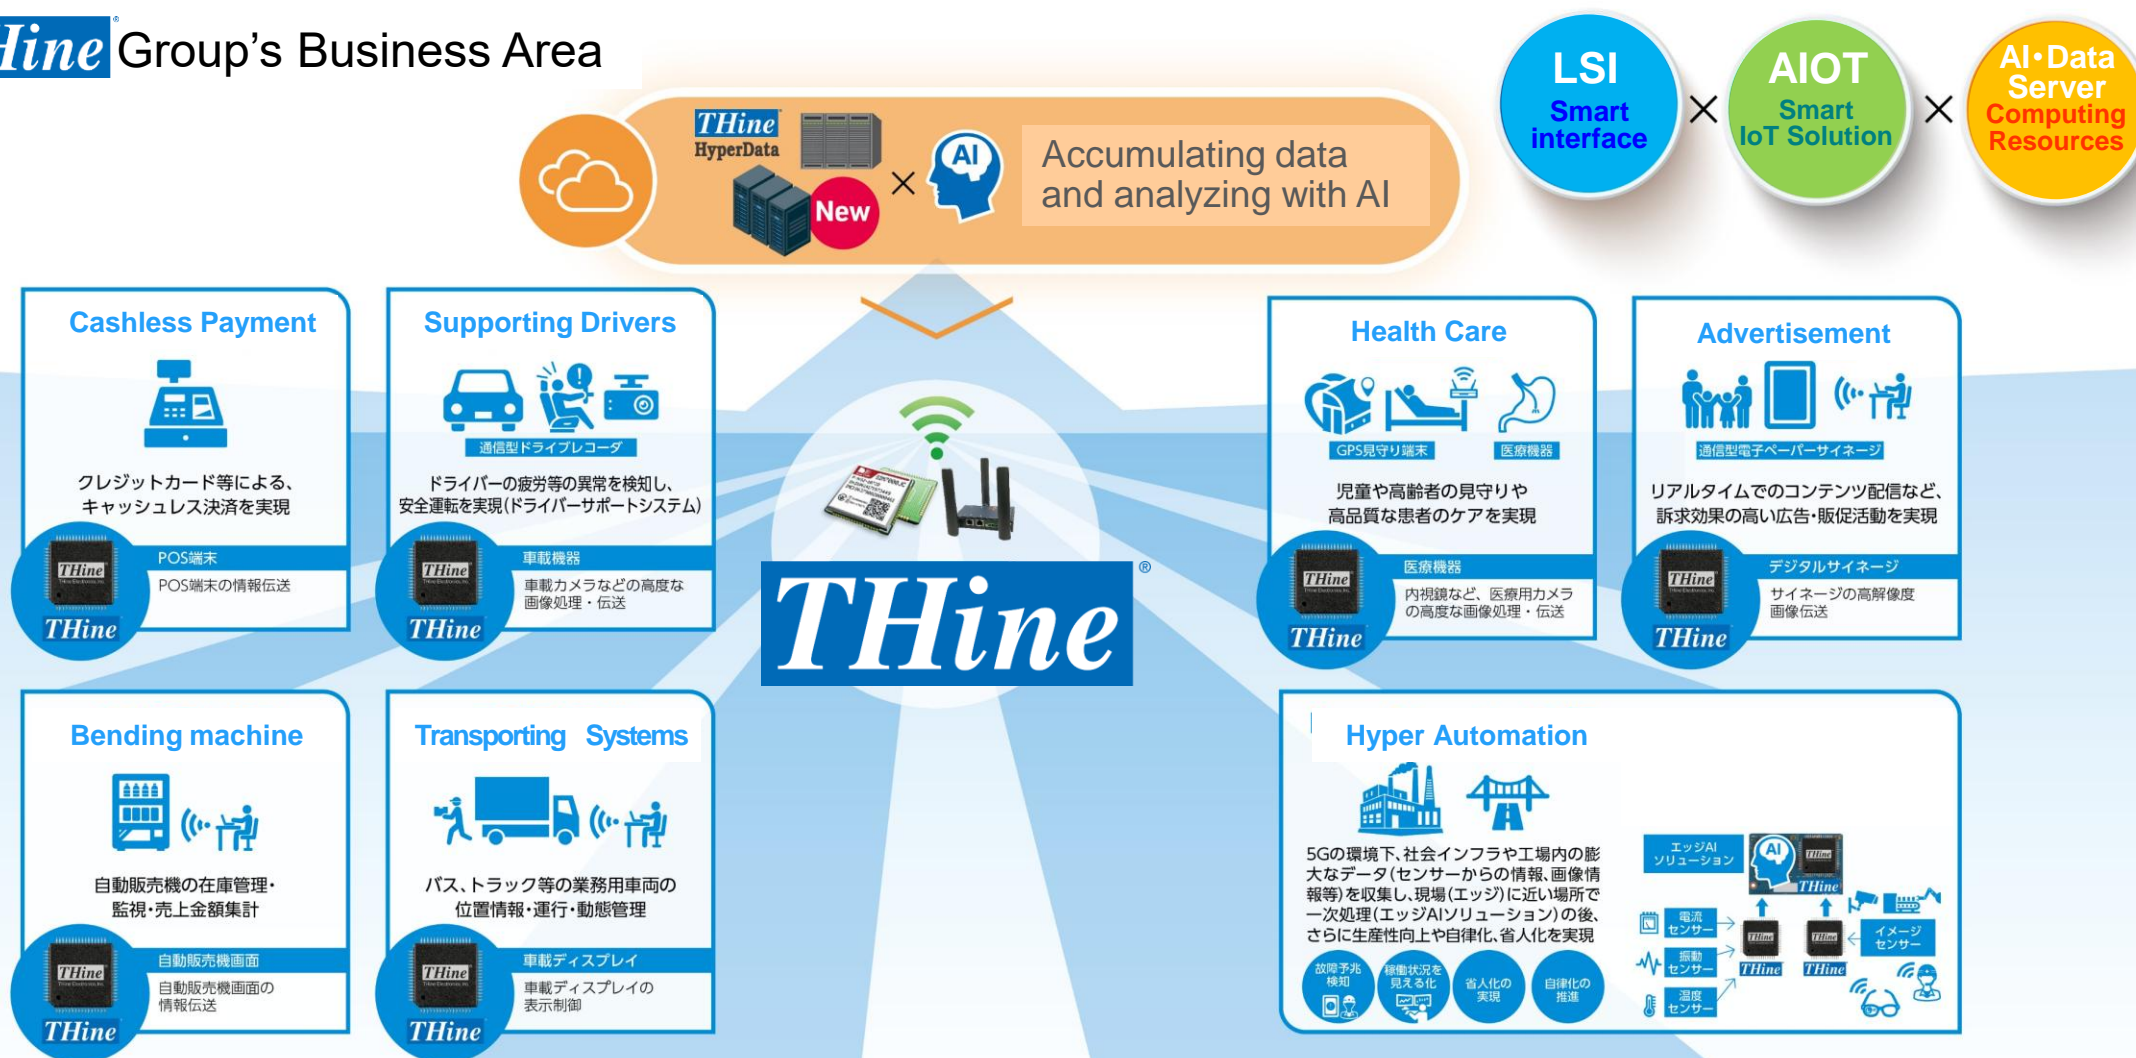 THine Group's Business Area
LSI
Smart
interface
×
AIOT
Smart
IoT Solution
×
AI・Data
Server
Computing
Resources
THine
HyperData
New
×
AI
Accumulating data
and analyzing with AI
Cashless Payment
クレジットカード等による、
キャッシュレス決済を実現
THine
POS端末
POS端末の情報伝送
THine
Supporting Drivers
通信型ドライブレコーダ
ドライバーの疲労等の異常を検知し、
安全運転を実現(ドライバーサポートシステム)
THine
車載機器
車載カメラなどの高度な
画像処理・伝送
THine
THine®
Health Care
GPS見守り端末
医療機器
児童や高齢者の見守りや
高品質な患者のケアを実現
THine
医療機器
内視鏡など、医療用カメラ
の高度な画像処理・伝送
THine
Advertisement
通信型電子ペーパーサイネージ
リアルタイムでのコンテンツ配信など、
訴求効果の高い広告・販促活動を実現
THine
デジタルサイネージ
サイネージの高解像度
画像伝送
THine
Bending machine
自動販売機の在庫管理・
監視・売上金額集計
THine
自動販売機画面
自動販売機画面の
情報伝送
THine
Transporting Systems
バス、トラック等の業務用車両の
位置情報・運行・動態管理
THine
車載ディスプレイ
車載ディスプレイの
表示制御
THine
Hyper Automation
5Gの環境下、社会インフラや工場内の膨
大なデータ(センサーからの情報、画像情
報等)を収集し、現場(エッジ)に近い場所で
一次処理(エッジAIソリューション)の後、
さらに生産性向上や自律化、省人化を実現
故障予兆
検知
稼働状況を
見える化
省人化の
実現
自律化の
推進
エッジAI
ソリューション
AI
THine
THine
電流
センサー
振動
センサー
温度
センサー
THine
THine
THine
THine
イメージ
センサー